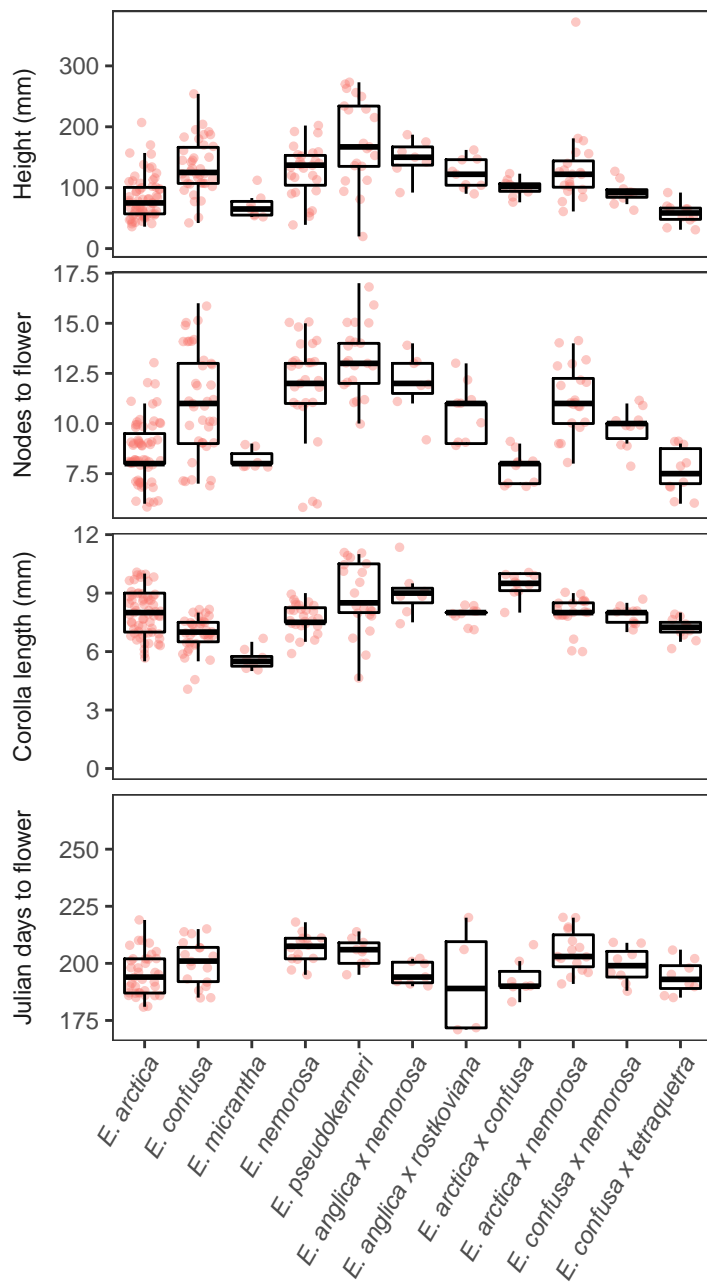 Height (mm)
300
200
100
0
Nodes to flower
17.5
15.0
12.5
10.0
7.5
Corolla length (mm)
12
9
6
3
0
Julian days to flower
250
225
200
175
E. arctica
E. confusa
E. micrantha
E. nemorosa
E. pseudokerneri
E. anglica x nemorosa
E. anglica x rostkoviana
E. arctica x confusa
E. arctica x nemorosa
E. confusa x nemorosa
E. confusa x tetraquetra